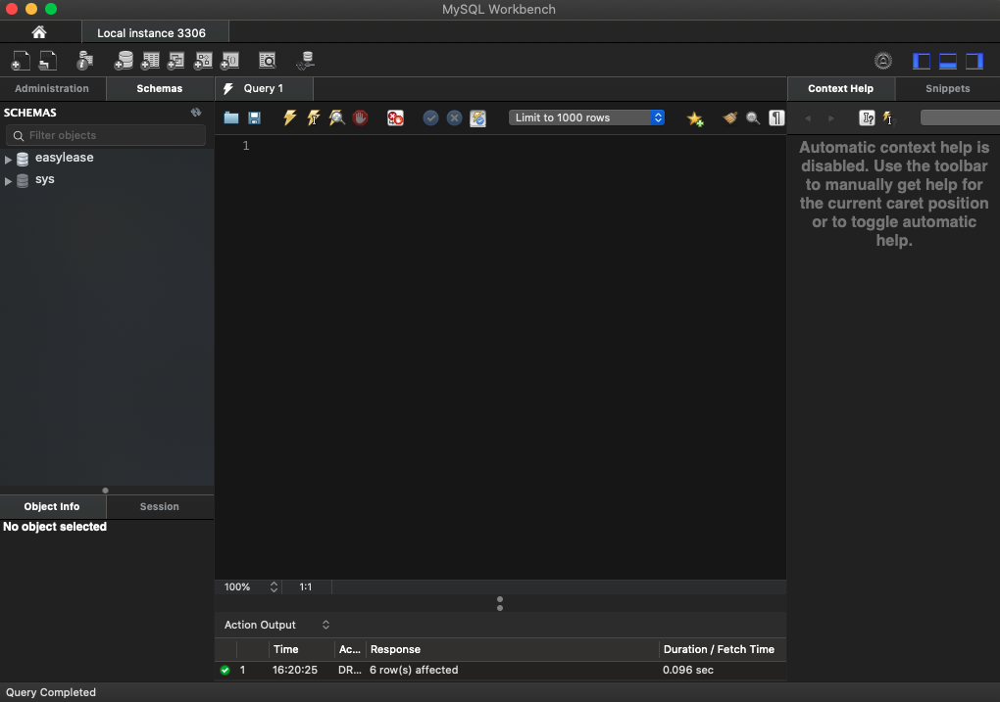 MySQL Workbench
Local instance 3306
Administration
Schemas
Query 1
Context Help
Snippets
SCHEMAS
Filter objects
Limit to 1000 rows
easylease
sys
1
Automatic context help is
disabled. Use the toolbar
to manually get help for
the current caret position
or to toggle automatic
help.
Object Info
Session
No object selected
100%
1:1
Action Output
Time
Ac...
Response
Duration / Fetch Time
1
16:20:25
DR...
6 row(s) affected
0.096 sec
Query Completed